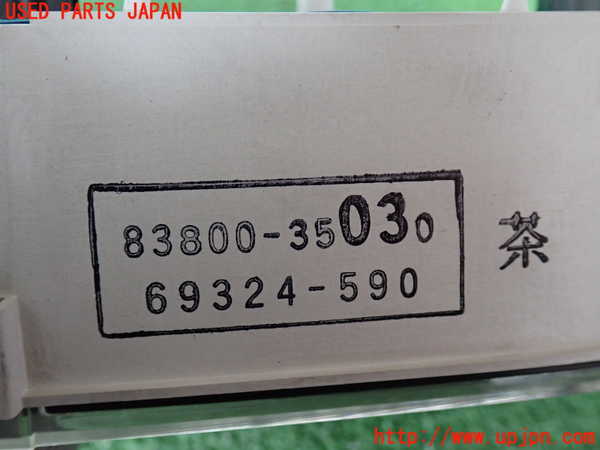 USED PARTS JAPAN
83800-35030
69324-590
茶
http://www.upjpn.com/